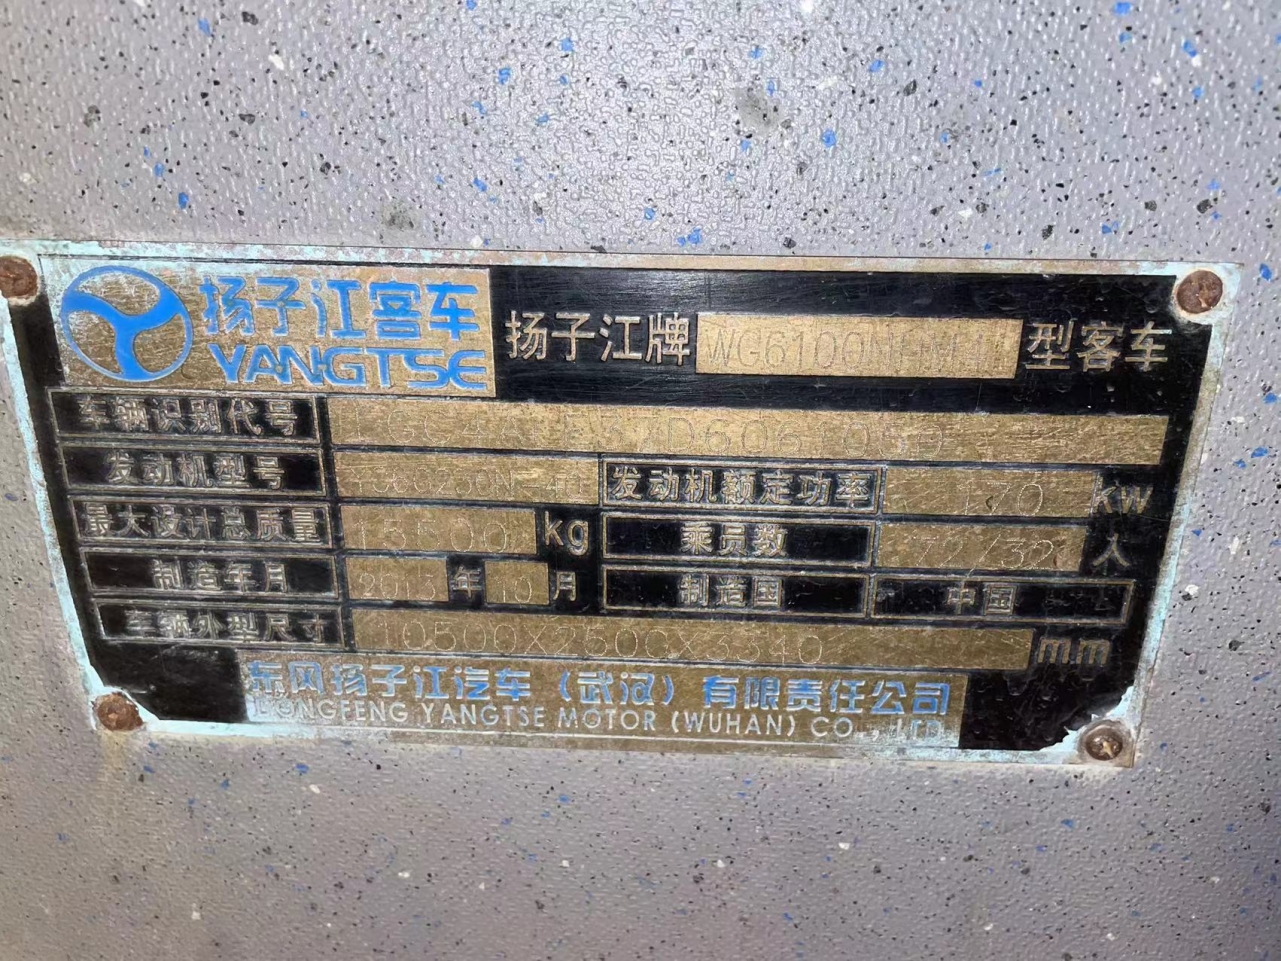 扬子江客车
YANGTSE
扬子江牌 型客车
车辆识别代号
发动机型号 发动机额定功率 170 KW
最大设计总质量 15500 Kg 乘员数 /32 人
制造年月 2013 年 10 月 制造国 中国
车辆外型尺寸 10500X2500X3340 mm
东风扬子江汽车（武汉）有限责任公司
DONGFENG YANGTSE MOTOR (WUHAN) CO.,LTD